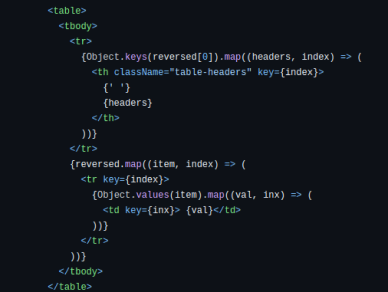 <table>
<tbody>
<tr>
{Object.keys(reversed[0]).map((headers, index) => (
<th className="table-headers" key={index}>
{' '}
{headers}
</th>
))}
</tr>
{reversed.map((item, index) => (
<tr key={index}>
{Object.values(item).map((val, inx) => (
<td key={inx}> {val}</td>
))}
</tr>
))}
</tbody>
</table>